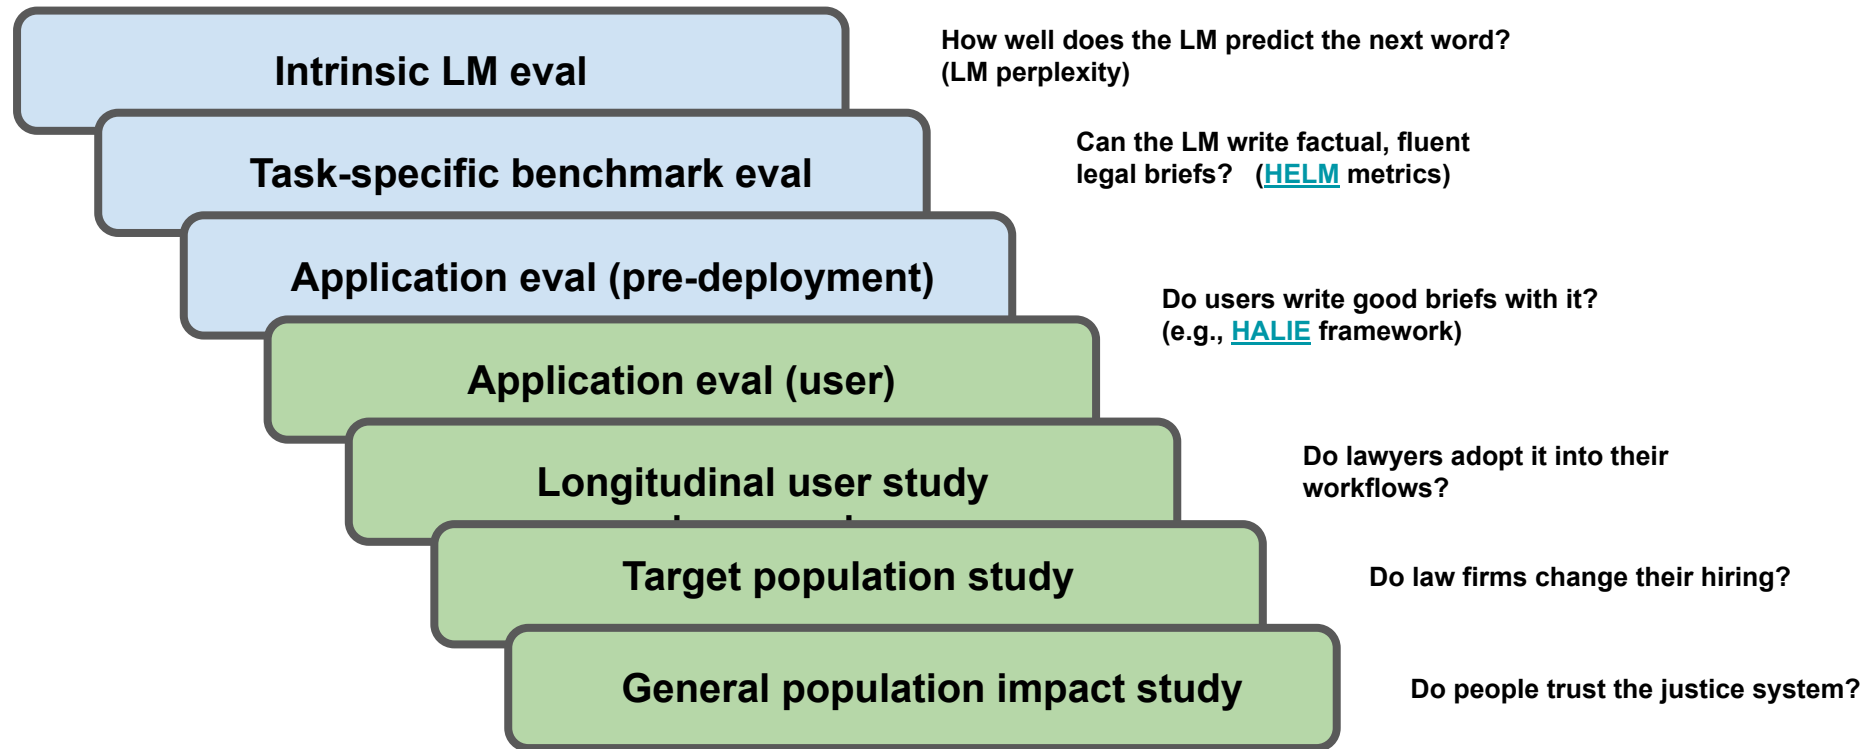 Intrinsic LM eval
How well does the LM predict the next word?
(LM perplexity)
Task-specific benchmark eval
Can the LM write factual, fluent
legal briefs? (HELM metrics)
Application eval (pre-deployment)
Do users write good briefs with it?
(e.g., HALIE framework)
Application eval (user)
Longitudinal user study
Do lawyers adopt it into their
workflows?
Target population study
Do law firms change their hiring?
General population impact study
Do people trust the justice system?